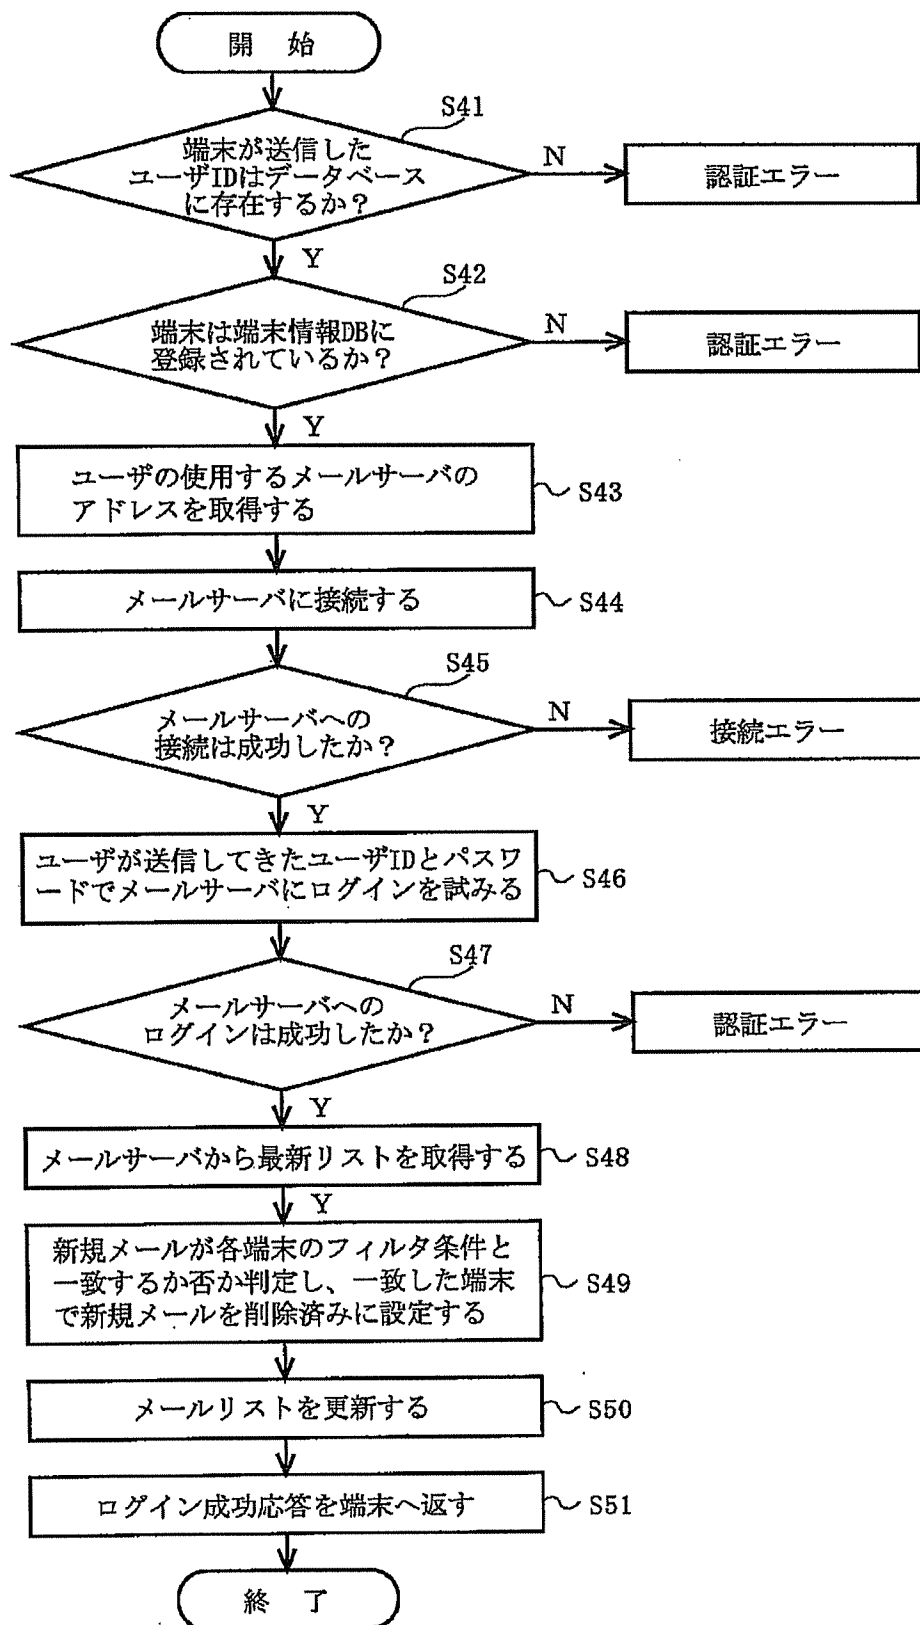 開 始
S41
端末が送信した
ユーザIDはデータベース
に存在するか？
N
認証エラー
Y
S42
端末は端末情報DBに
登録されているか？
N
認証エラー
Y
ユーザの使用するメールサーバの
アドレスを取得する
S43
メールサーバに接続する
S44
S45
メールサーバへの
接続は成功したか？
N
接続エラー
Y
ユーザが送信してきたユーザIDとパスワ
ードでメールサーバにログインを試みる
S46
S47
メールサーバへの
ログインは成功したか？
N
認証エラー
Y
メールサーバから最新リストを取得する
S48
Y
新規メールが各端末のフィルタ条件と
一致するか否か判定し、一致した端末
で新規メールを削除済みに設定する
S49
メールリストを更新する
S50
ログイン成功応答を端末へ返す
S51
終 了